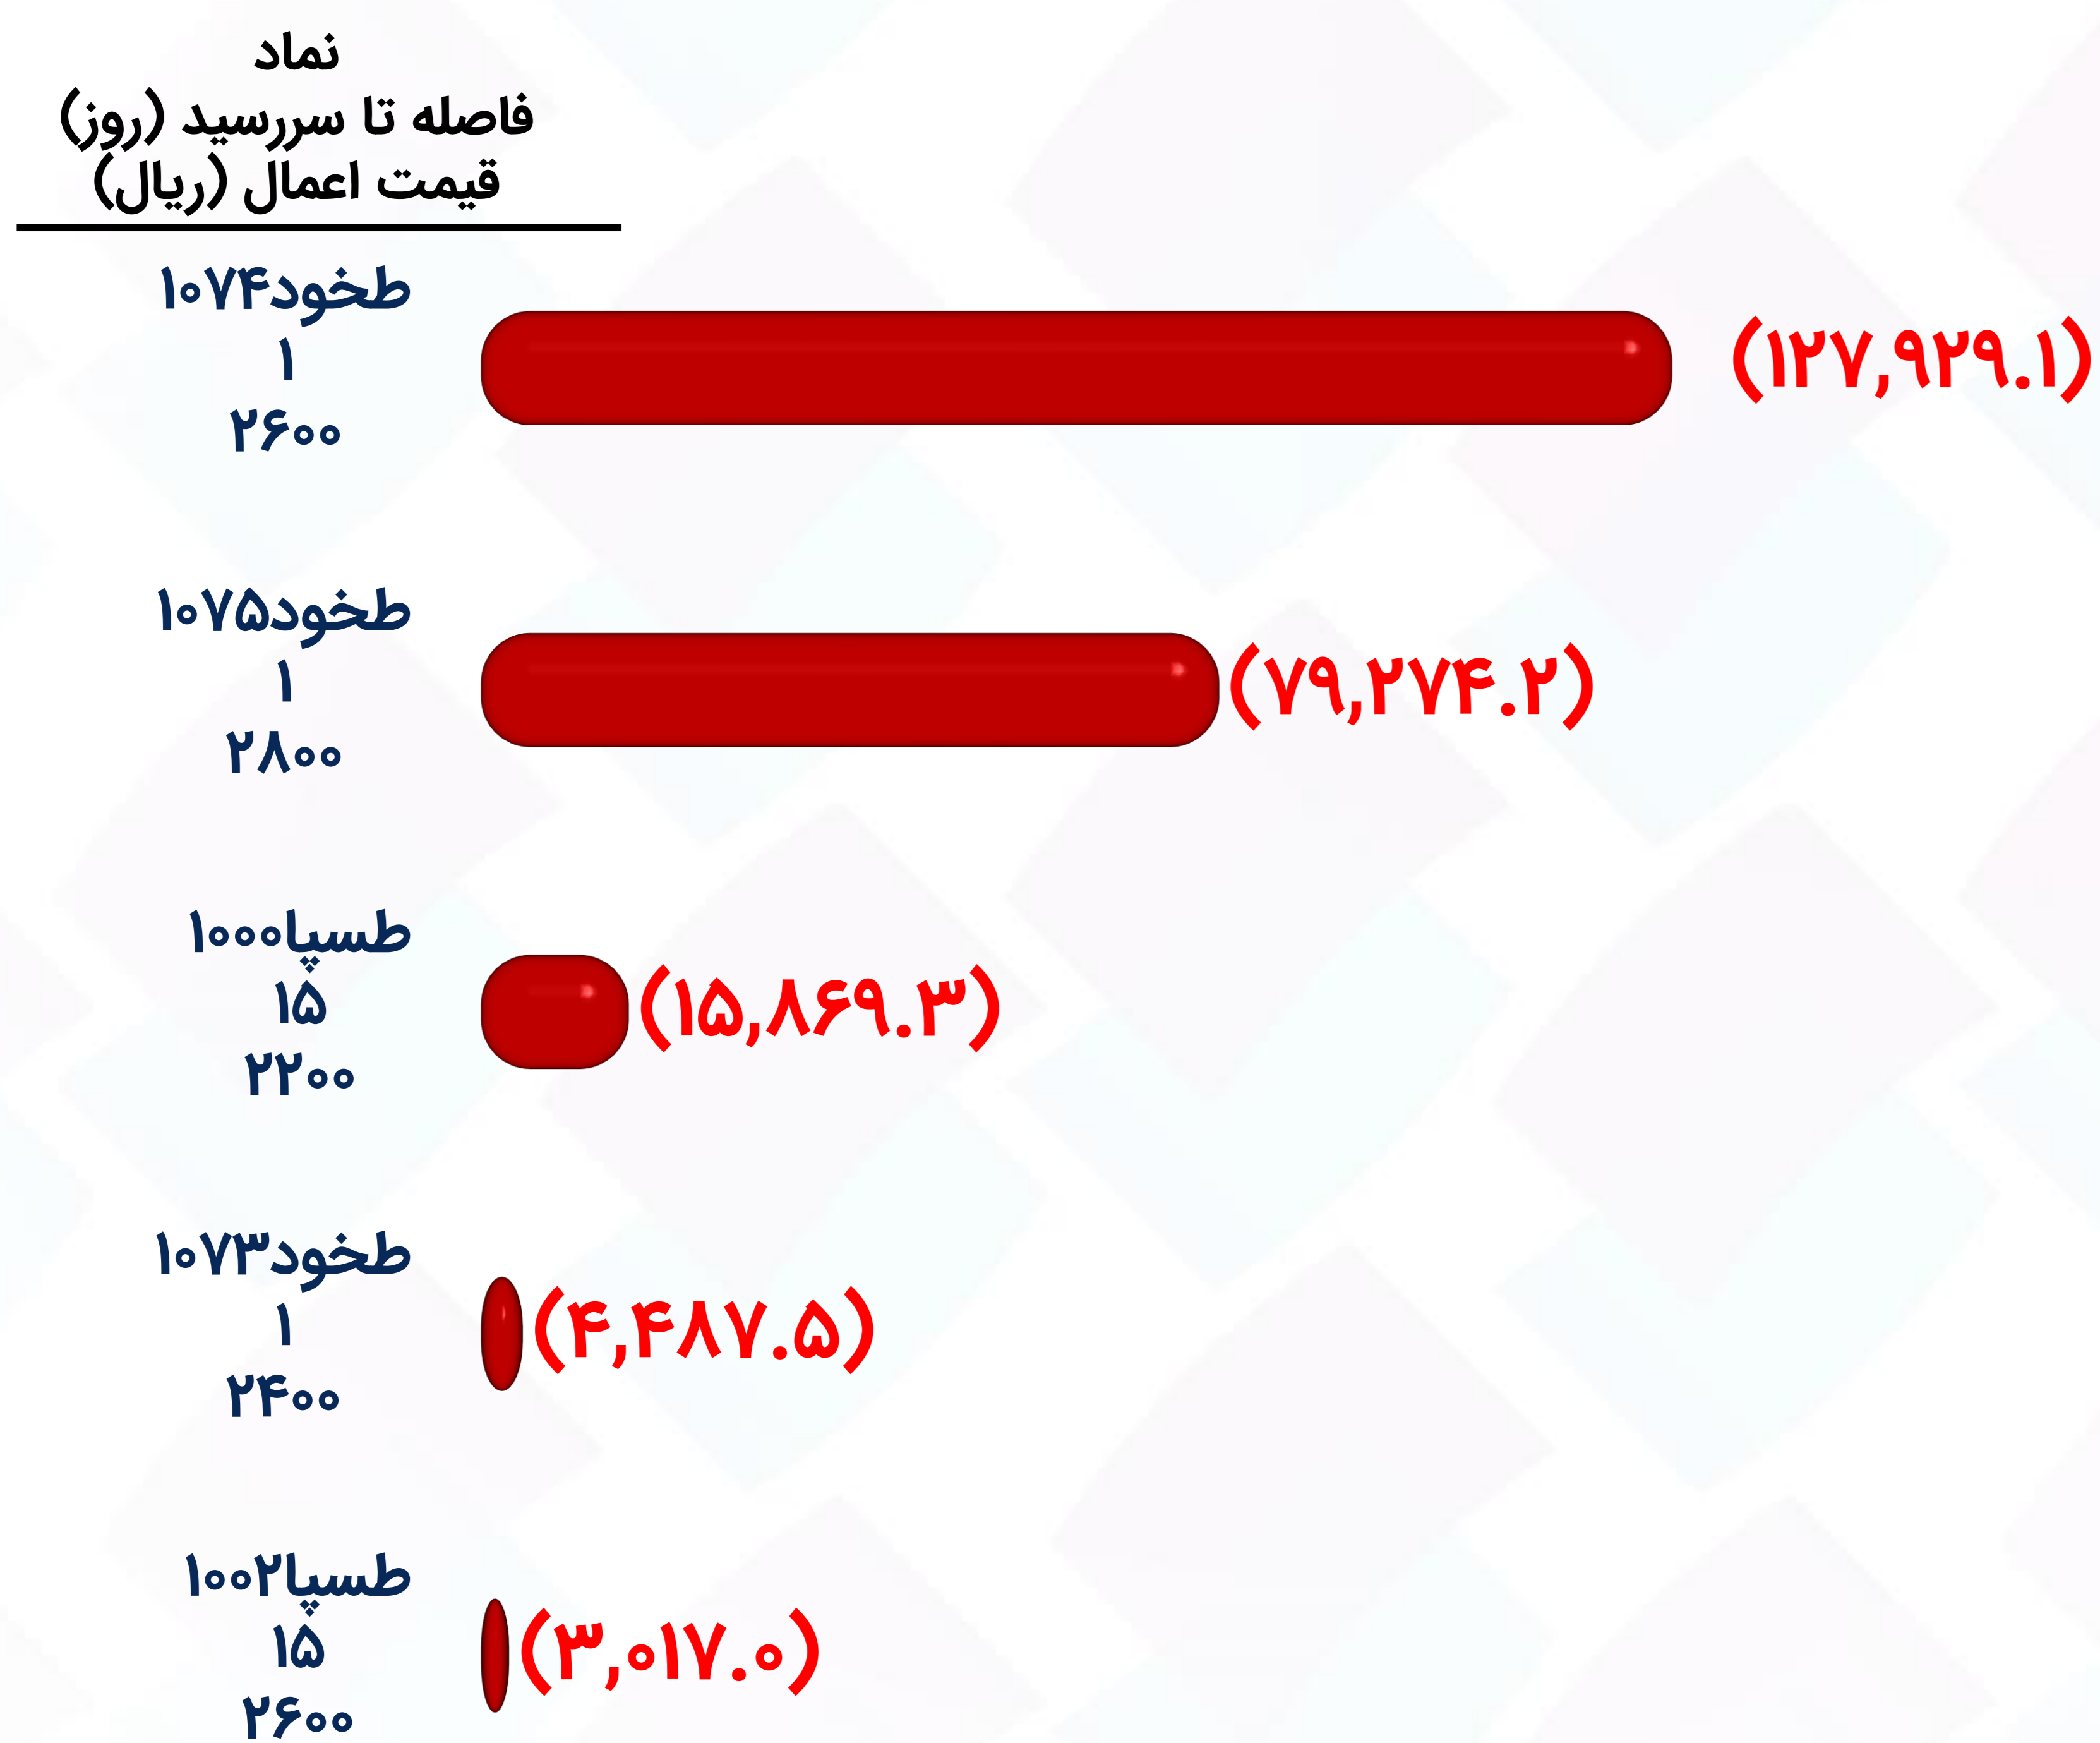 نماد
فاصله تا سررسید (روز)
قیمت اعمال (ریال)
طخود۱۰۷۴
۱
۲۶۰۰
(۱۲۷,۹۲۹.۱)
طخود۱۰۷۵
۱
۲۸۰۰
(۷۹,۲۷۴.۲)
طسپا۱۰۰۰
۱۵
۲۲۰۰
(۱۵,۸۶۹.۳)
طخود۱۰۷۳
۱
۲۴۰۰
(۴,۴۸۷.۵)
طسپا۱۰۰۲
۱۵
۲۶۰۰
(۳,۰۱۷.۰)